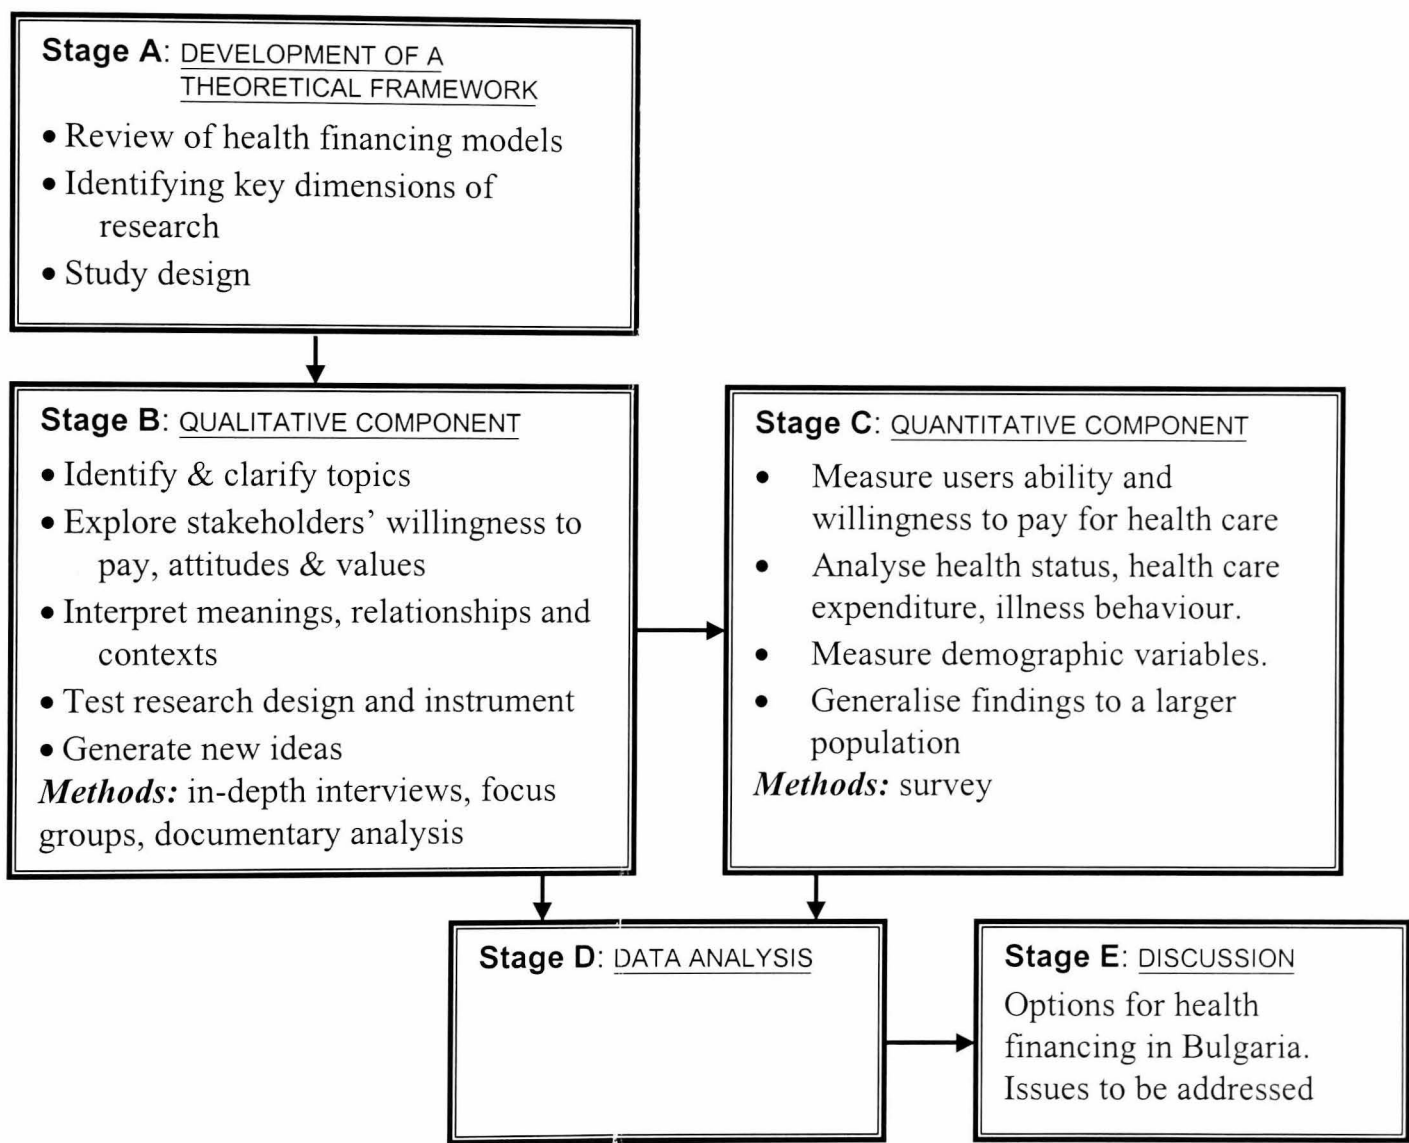 Stage A: DEVELOPMENT OF A
THEORETICAL FRAMEWORK
• Review of health financing models
• Identifying key dimensions of
research
• Study design
Stage B: QUALITATIVE COMPONENT
• Identify & clarify topics
• Explore stakeholders’ willingness to
pay, attitudes & values
• Interpret meanings, relationships and
contexts
• Test research design and instrument
• Generate new ideas
Methods: in-depth interviews, focus
groups, documentary analysis
Stage C: QUANTITATIVE COMPONENT
• Measure users ability and
willingness to pay for health care
• Analyse health status, health care
expenditure, illness behaviour.
• Measure demographic variables.
• Generalise findings to a larger
population
Methods: survey
Stage D: DATA ANALYSIS
Stage E: DISCUSSION
Options for health
financing in Bulgaria.
Issues to be addressed